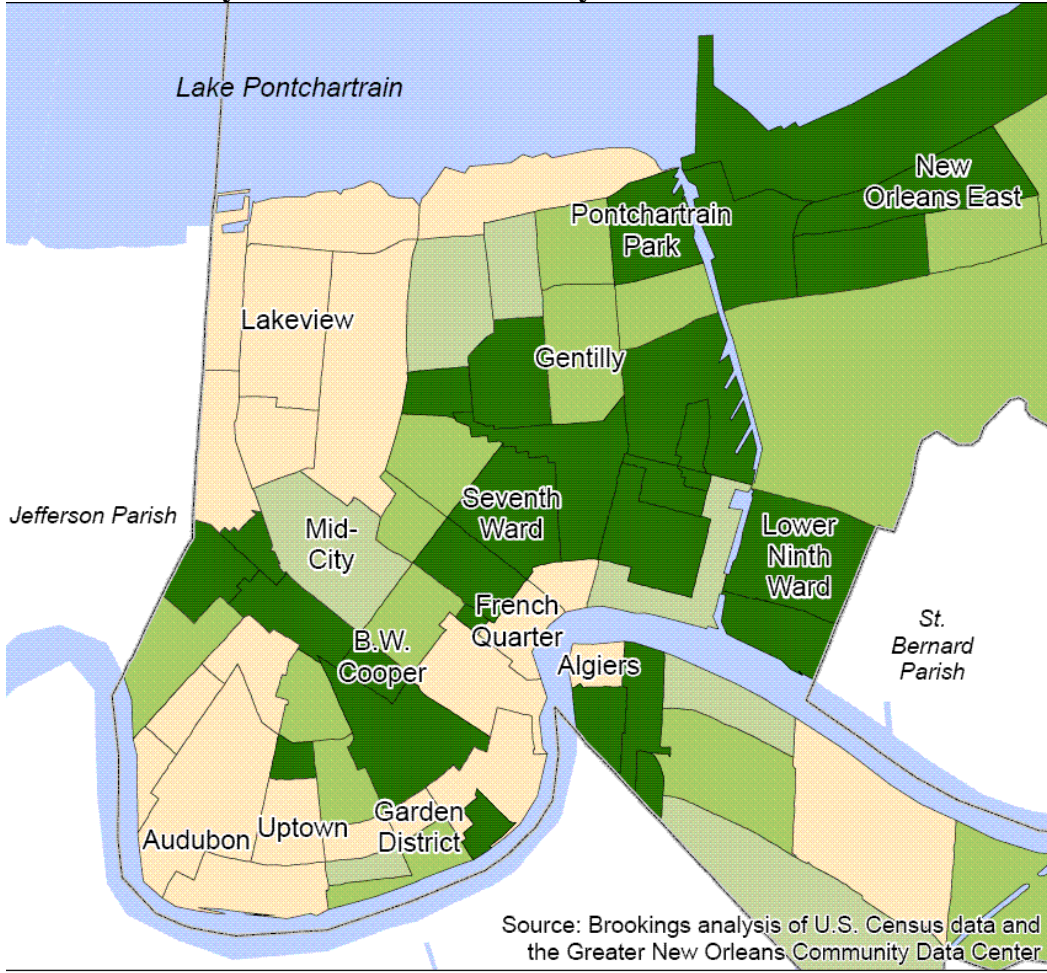 Lake Pontchartrain
New
Orleans East
Pontchartrain
Park
Lakeview
Gentilly
Jefferson Parish
Mid-
City
Seventh
Ward
Lower
Ninth
Ward
French
Quarter
St.
Bernard
Parish
B.W.
Cooper
Algiers
Audubon
Uptown
Garden
District
Source: Brookings analysis of U.S. Census data and
the Greater New Orleans Community Data Center